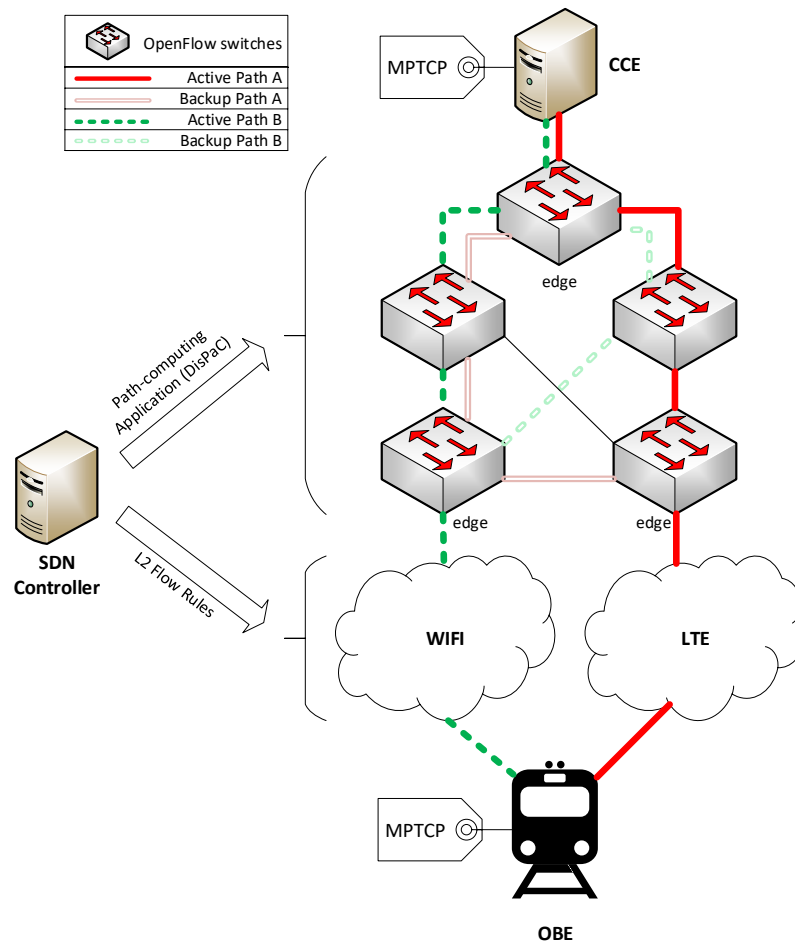 OpenFlow switches
Active Path A
Backup Path A
Active Path B
Backup Path B
MPTCP
CCE
edge
Path-computing
Application (DisPaC)
edge
edge
SDN
Controller
L2 Flow Rules
WIFI
LTE
MPTCP
OBE